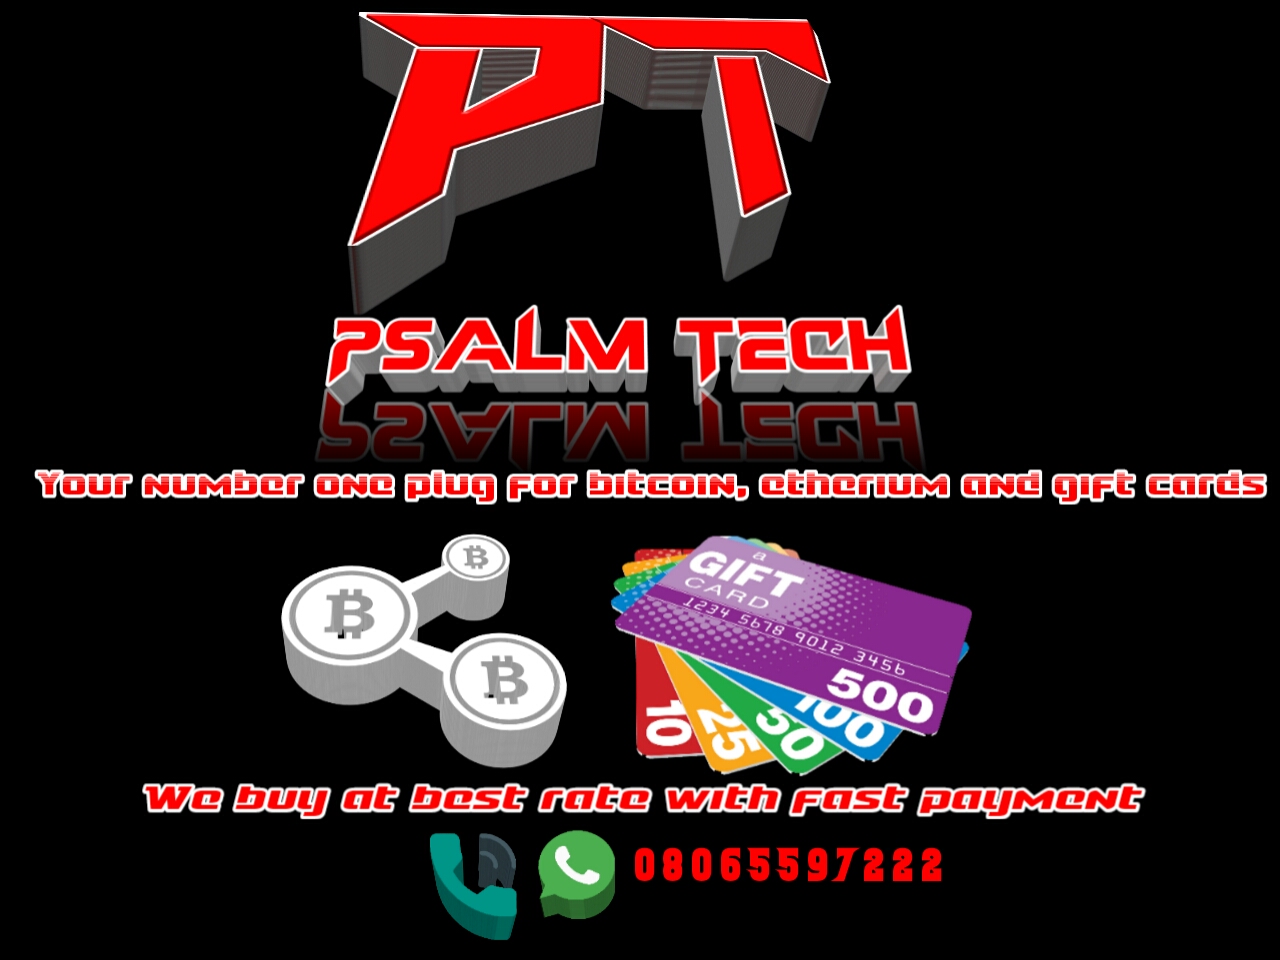 PT
PSALM TECH
Your number one plug for bitcoin, etherium and gift cards
a
GIFT
CARD
1234 5678 9012 3456
500
100
50
25
10
We buy at best rate with fast payment
08065597222